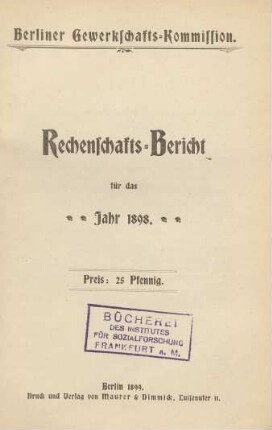 Berliner Gewerkschafts-Kommission.
Rechenschafts-Bericht
für das
Jahr 1898.
Preis: 25 Pfennig.
BÜCHEREI
DES INSTITUTES
FÜR SOZIALFORSCHUNG
FRANKFURT a. M.
Berlin 1899.
Druck und Verlag von Maurer & Dimmick, Luisenufer 11.